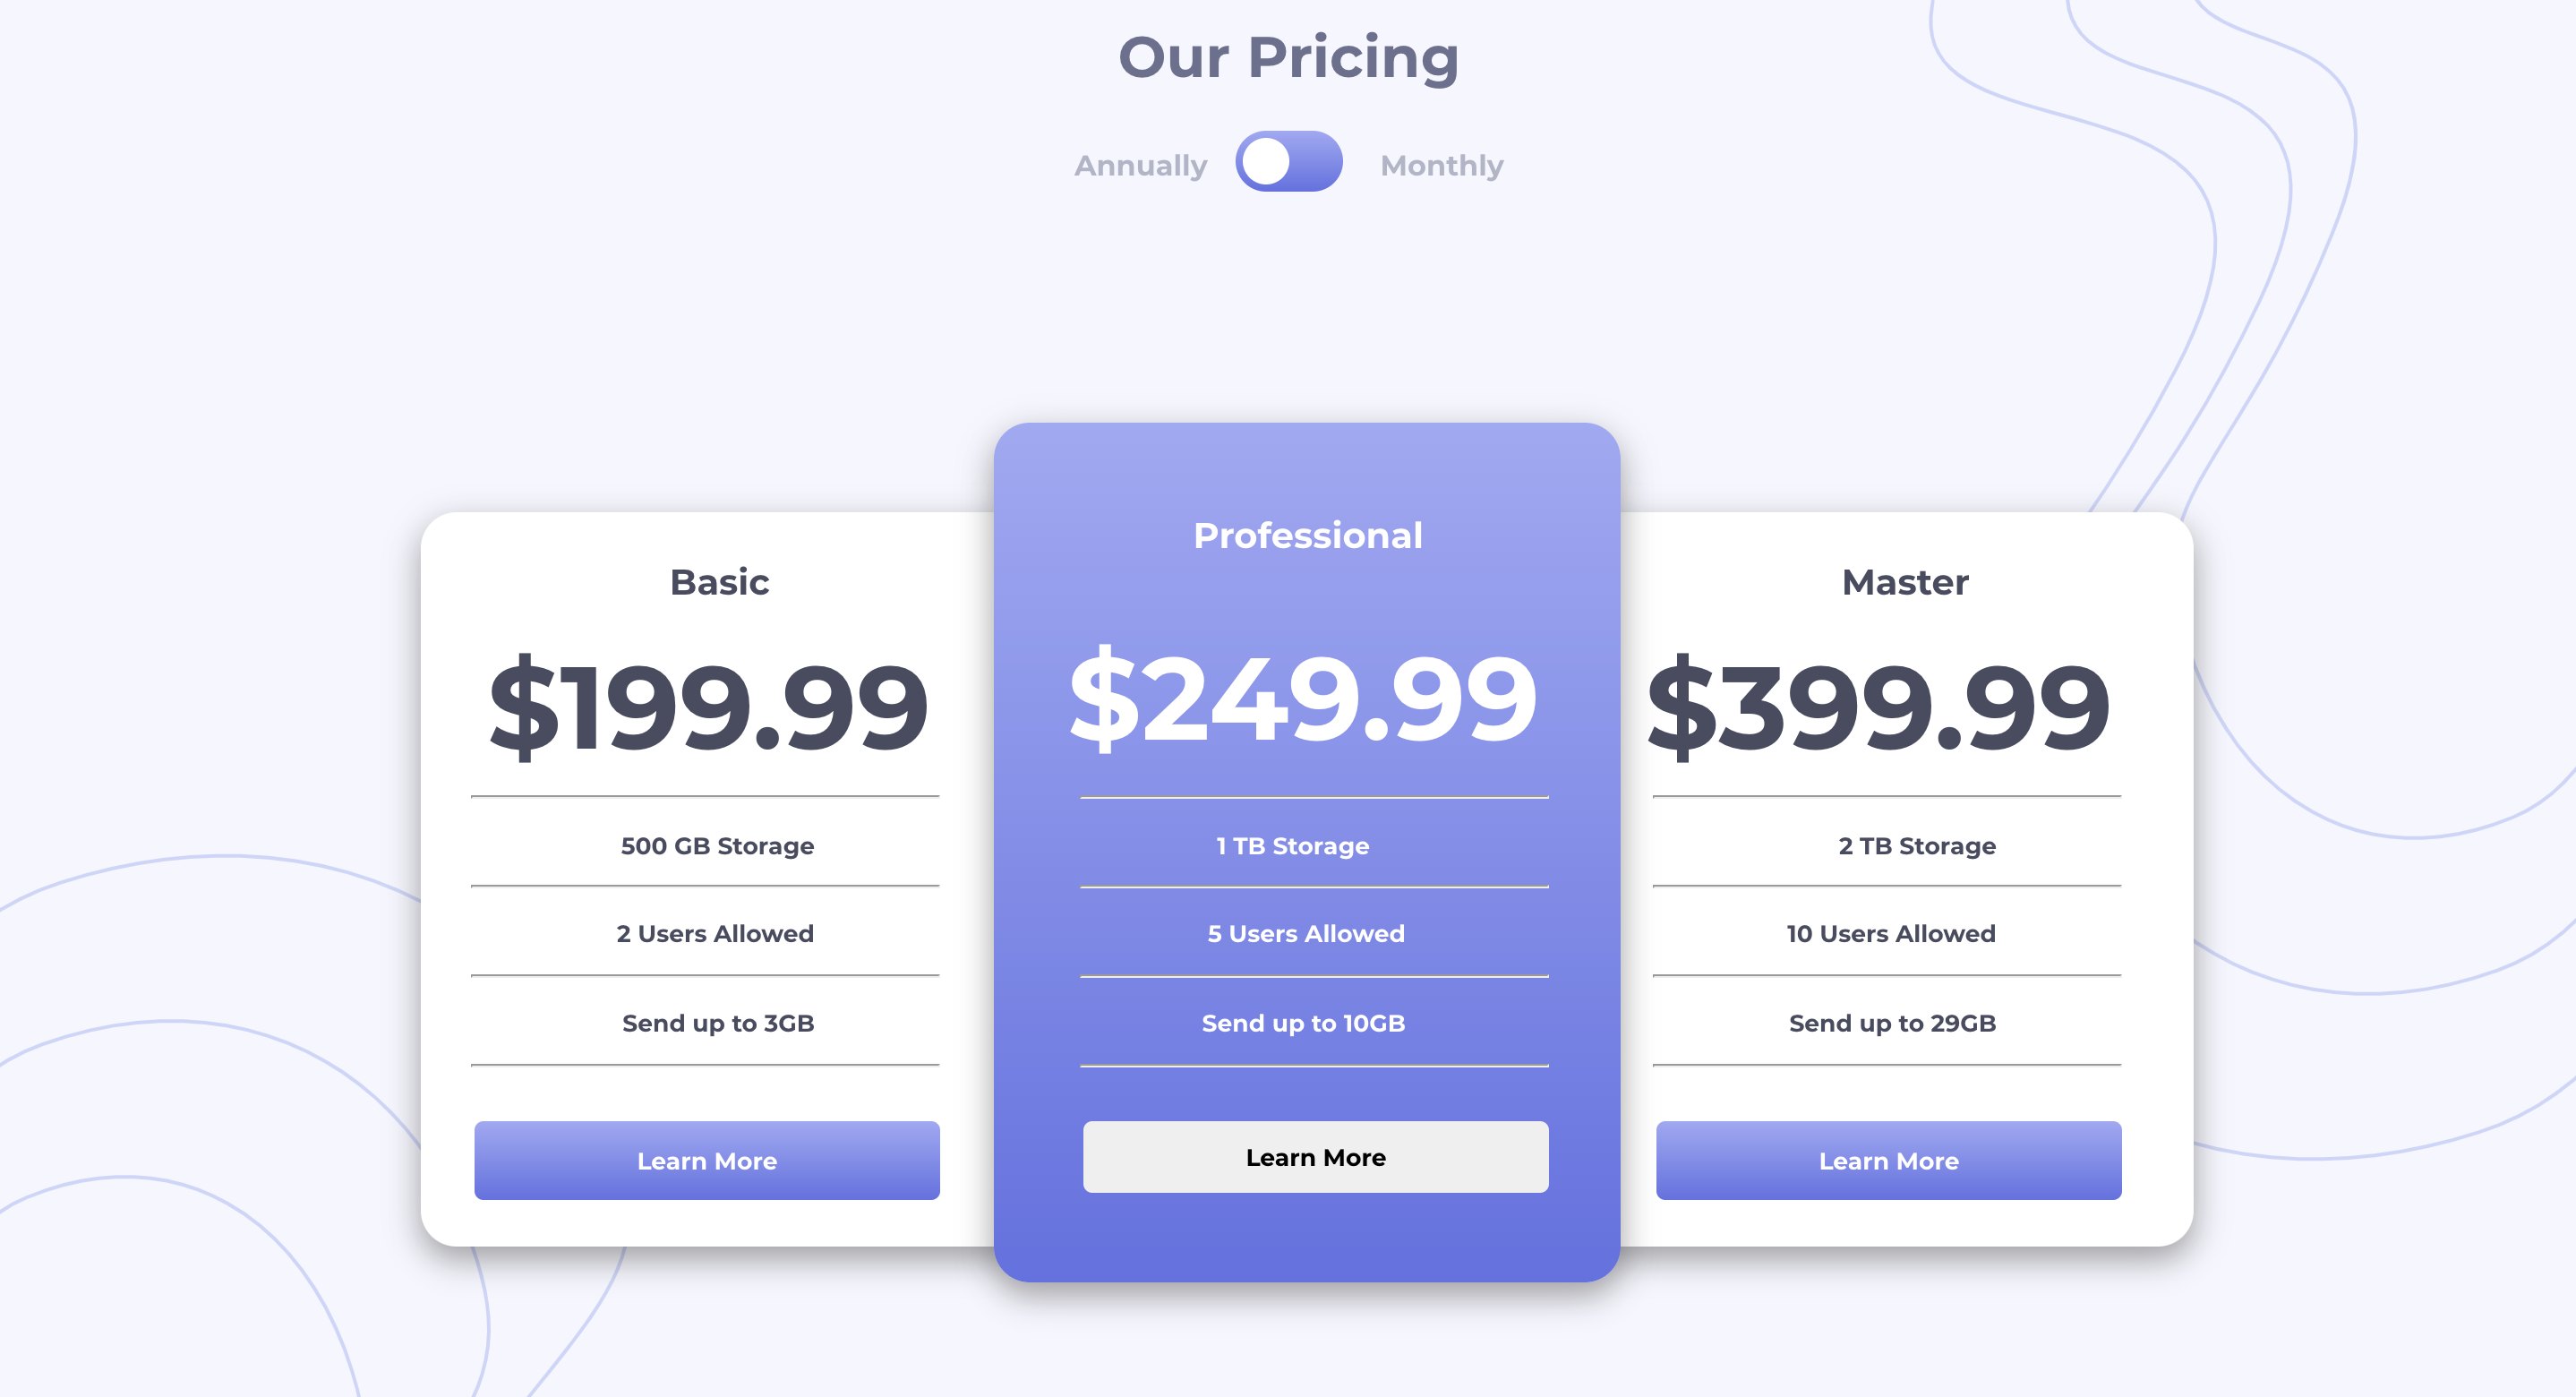 Our Pricing
Annually
Monthly
Basic
$199.99
500 GB Storage
2 Users Allowed
Send up to 3GB
Learn More
Professional
$249.99
1 TB Storage
5 Users Allowed
Send up to 10GB
Learn More
Master
$399.99
2 TB Storage
10 Users Allowed
Send up to 29GB
Learn More